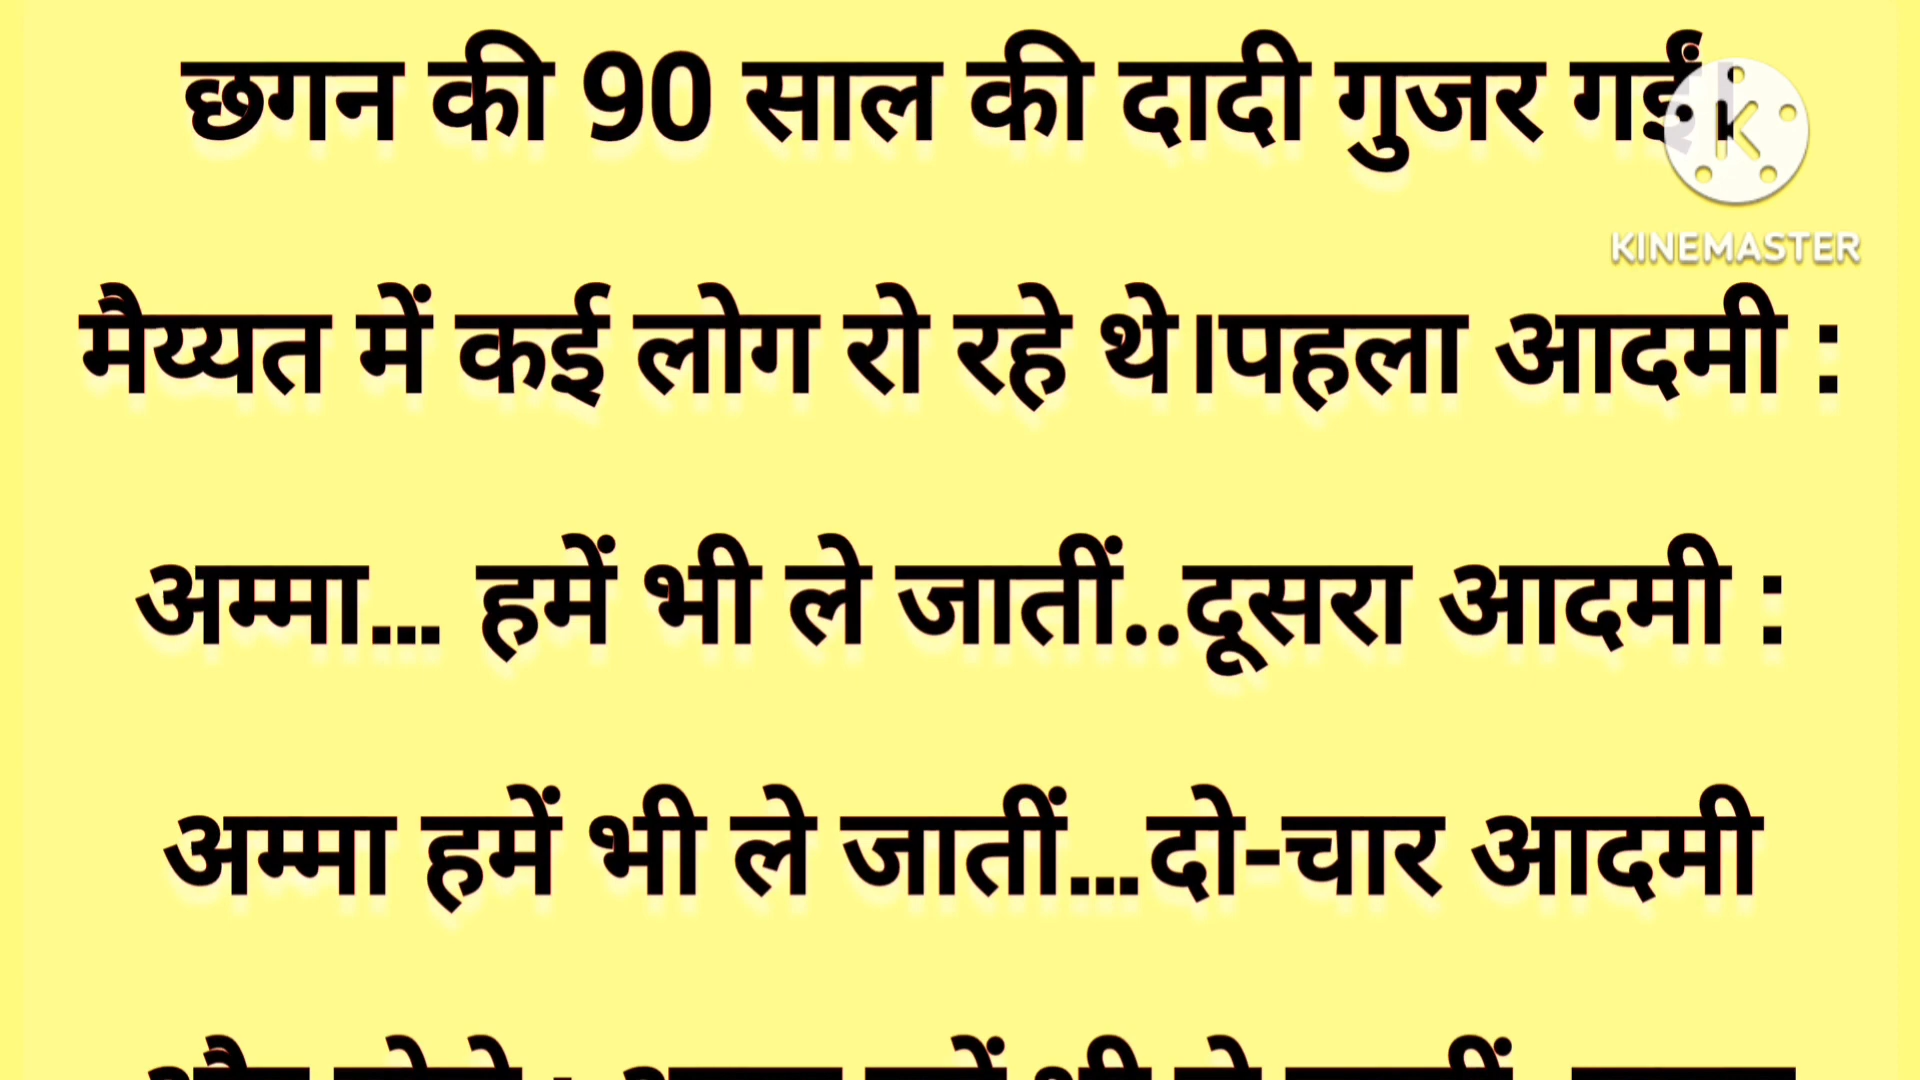 छगन की 90 साल की दादी गुजर गईं।
KINEMASTER
मैय्यत में कई लोग रो रहे थे।पहला आदमी :
अम्मा... हमें भी ले जातीं..दूसरा आदमी :
अम्मा हमें भी ले जातीं...दो-चार आदमी